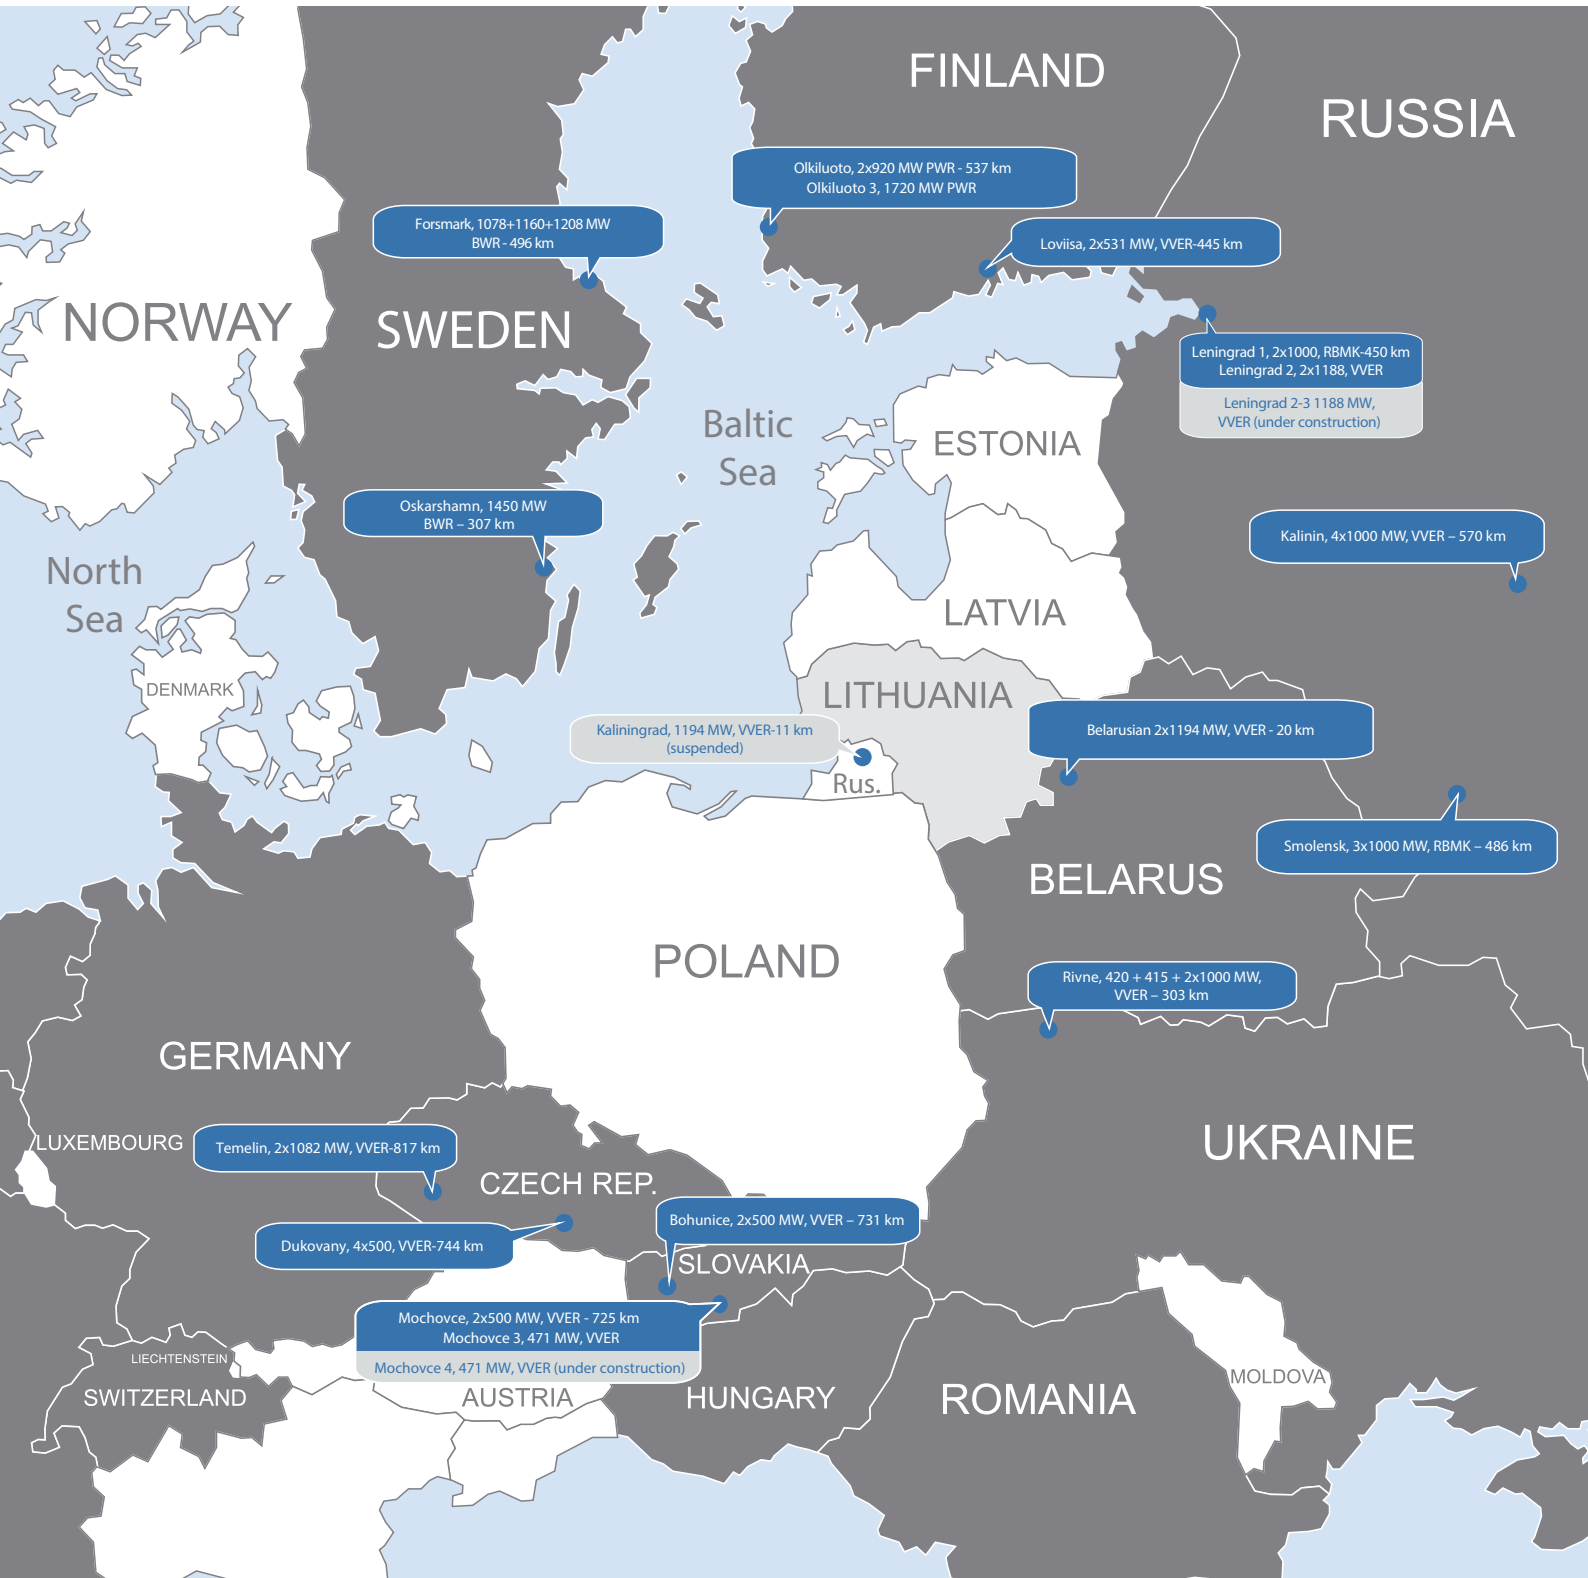 FINLAND
RUSSIA
Olkiluoto, 2x920 MW PWR - 537 km
Olkiluoto 3, 1720 MW PWR
Forsmark, 1078+1160+1208 MW
BWR - 496 km
Loviisa, 2x531 MW, VVER-445 km
NORWAY
SWEDEN
Leningrad 1, 2x1000, RBMK-450 km
Leningrad 2, 2x1188, VVER
Leningrad 2-3 1188 MW,
VVER (under construction)
Baltic
Sea
ESTONIA
Oskarshamn, 1450 MW
BWR – 307 km
Kalinin, 4x1000 MW, VVER – 570 km
North
Sea
LATVIA
DENMARK
LITHUANIA
Kaliningrad, 1194 MW, VVER-11 km
(suspended)
Belarusian 2x1194 MW, VVER - 20 km
Rus.
Smolensk, 3x1000 MW, RBMK – 486 km
BELARUS
POLAND
Rivne, 420 + 415 + 2x1000 MW,
VVER – 303 km
GERMANY
LUXEMBOURG
Temelin, 2x1082 MW, VVER-817 km
UKRAINE
CZECH REP.
Bohunice, 2x500 MW, VVER – 731 km
Dukovany, 4x500, VVER-744 km
SLOVAKIA
Mochovce, 2x500 MW, VVER - 725 km
Mochovce 3, 471 MW, VVER
Mochovce 4, 471 MW, VVER (under construction)
LIECHTENSTEIN
SWITZERLAND
AUSTRIA
HUNGARY
ROMANIA
MOLDOVA